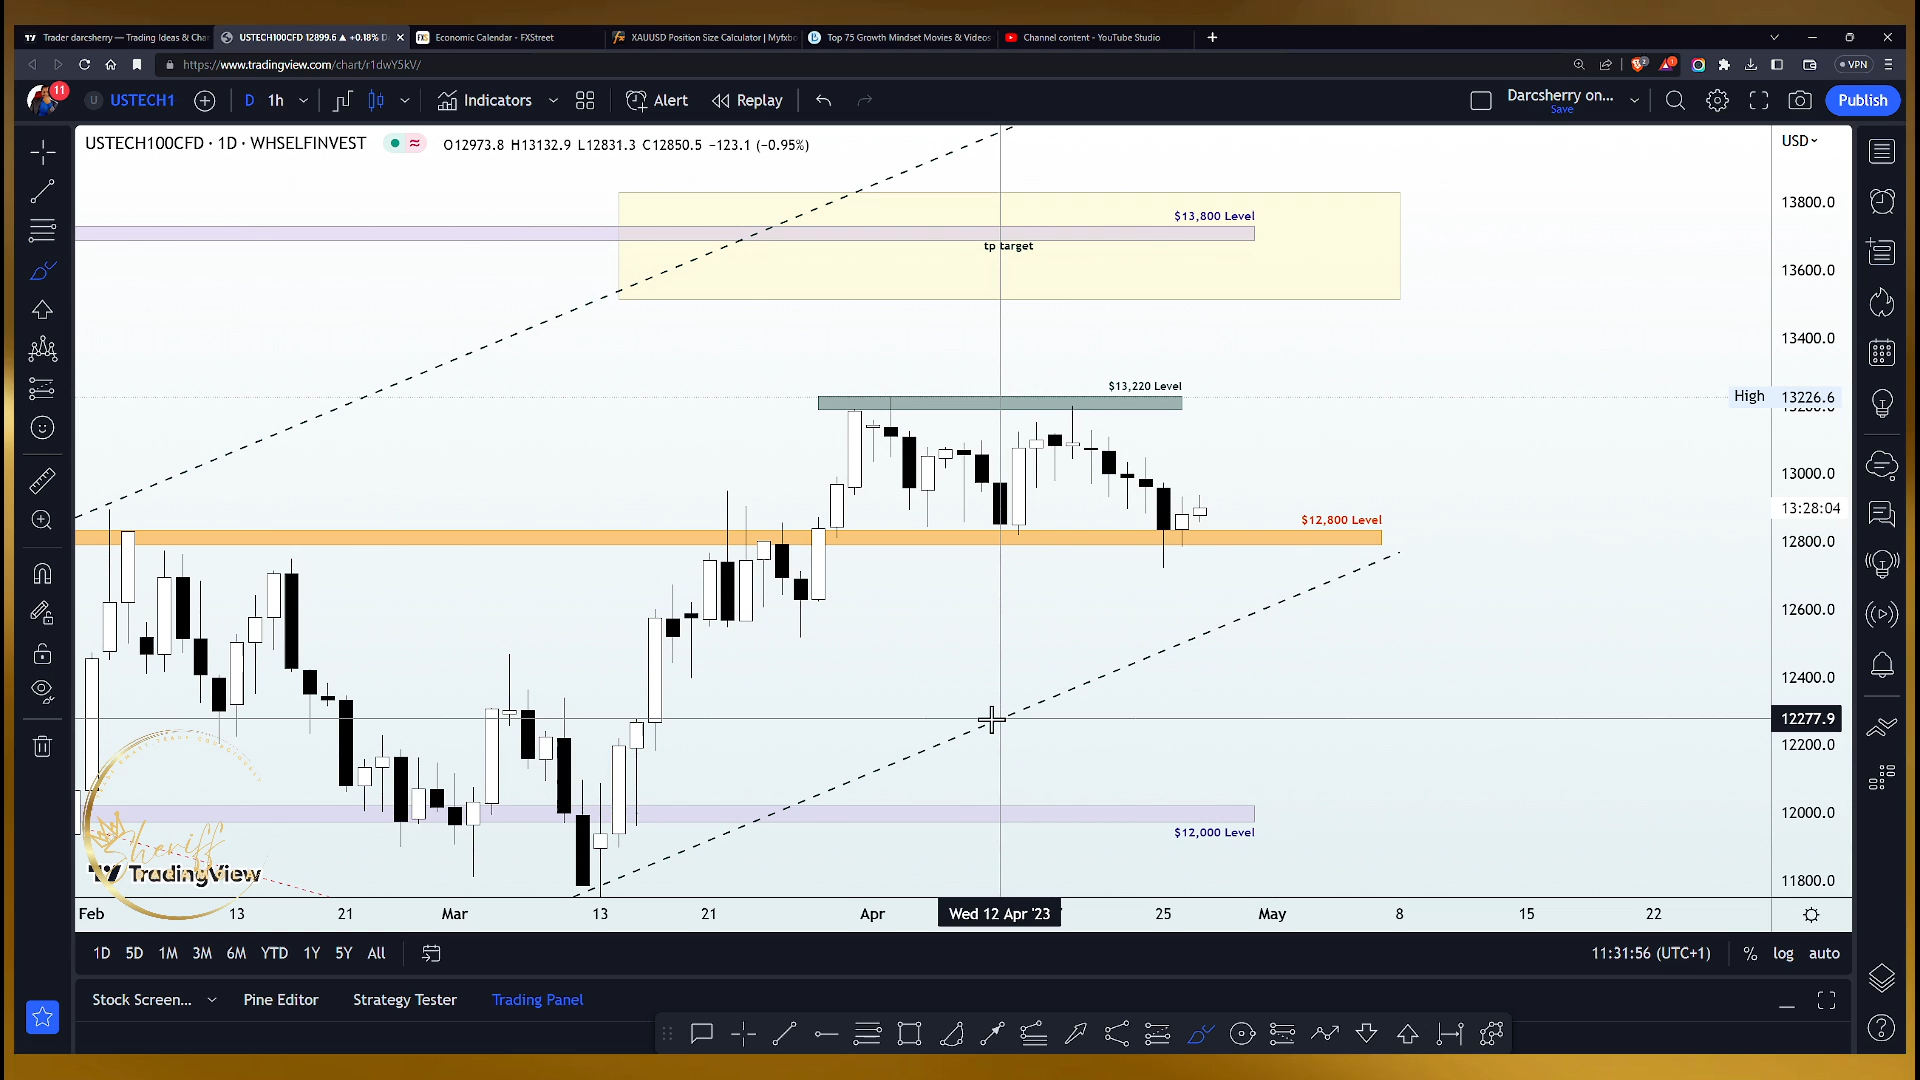 Trader darcsherry — Trading Ideas & Cha
USTECH100CFD 12899.6 ▲ +0.18% D
Economic Calendar - FXStreet
XAUUSD Position Size Calculator | Myfxbo
Top 75 Growth Mindset Movies & Videos
Channel content - YouTube Studio
https://www.tradingview.com/chart/r1dwY5kV/
VPN
11
U USTECH1
D 1h
Indicators
Alert
Replay
Darcsherry on...
Save
Publish
USTECH100CFD · 1D · WHSELFINVEST
O12973.8 H13132.9 L12831.3 C12850.5 −123.1 (−0.95%)
USD
13800.0
$13,800 Level
tp target
13600.0
13400.0
$13,220 Level
High 13226.6
13000.0
13:28:04
$12,800 Level
12800.0
12600.0
12400.0
12277.9
12200.0
12000.0
$12,000 Level
11800.0
Sheriff
TradingView
Feb 13 21 Mar 13 21 Apr Wed 12 Apr '23 25 May 8 15 22
1D 5D 1M 3M 6M YTD 1Y 5Y All
11:31:56 (UTC+1) % log auto
Stock Screen... Pine Editor Strategy Tester Trading Panel